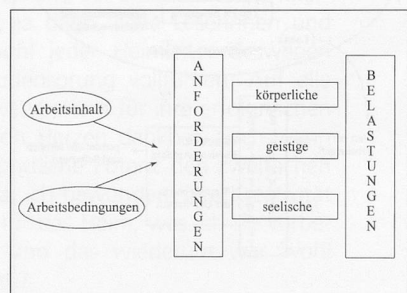 Arbeitsinhalt
Arbeitsbedingungen
ANFORDERUNGEN
körperliche
geistige
seelische
BELASTUNGEN